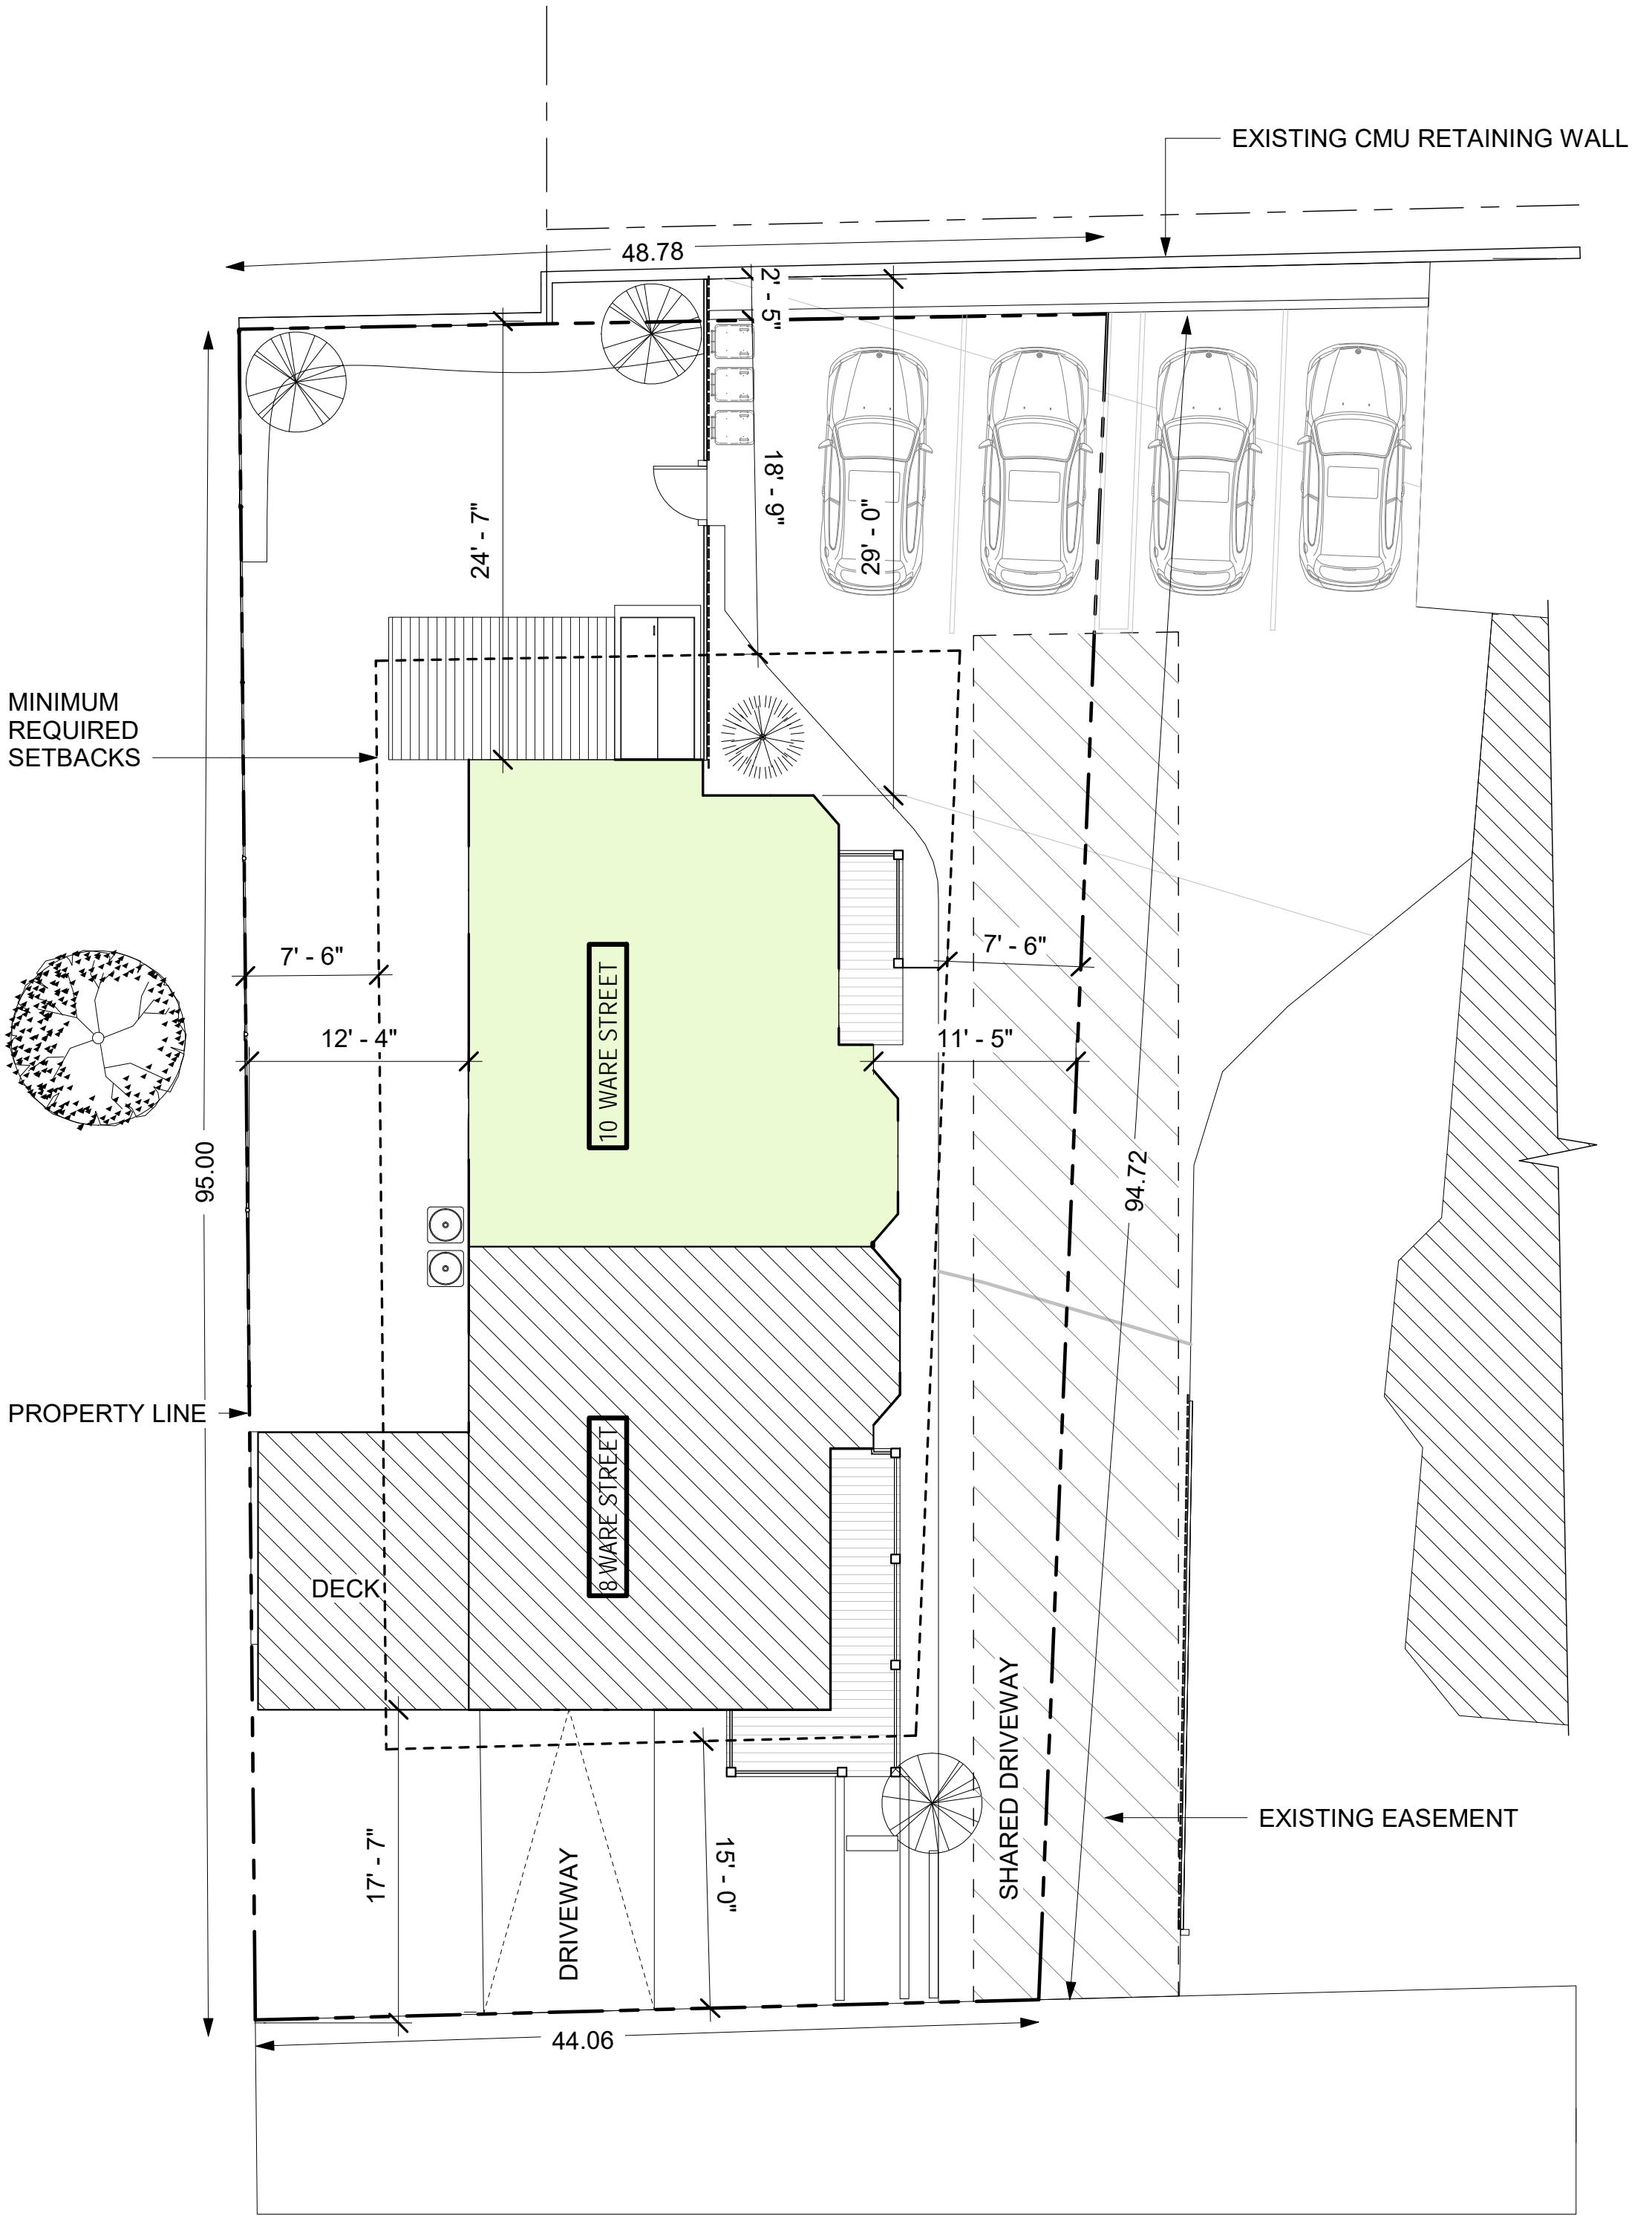 EXISTING CMU RETAINING WALL
48.78
2' - 5"
18' - 9"
24' - 7"
29' - 0"
MINIMUM
REQUIRED
SETBACKS
7' - 6"
7' - 6"
12' - 4"
10 WARE STREET
11' - 5"
95.00
94.72
PROPERTY LINE
8 WARE STREET
DECK
SHARED DRIVEWAY
EXISTING EASEMENT
17' - 7"
DRIVEWAY
15' - 0"
44.06